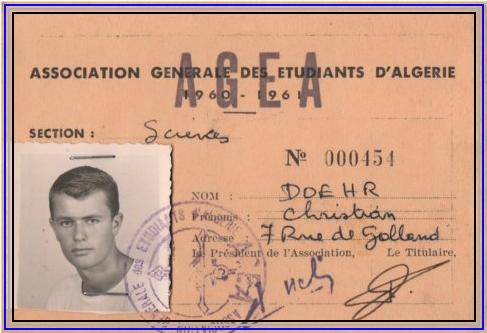 AGEA
ASSOCIATION GENERALE DES ETUDIANTS D'ALGERIE
1960-1961
SECTION : Sciences
Nº 000454
NOM : DOEHR
Prénoms : Christian
Adresse : 7 Rue de Golland
Le Président de l'Association, Le Titulaire,